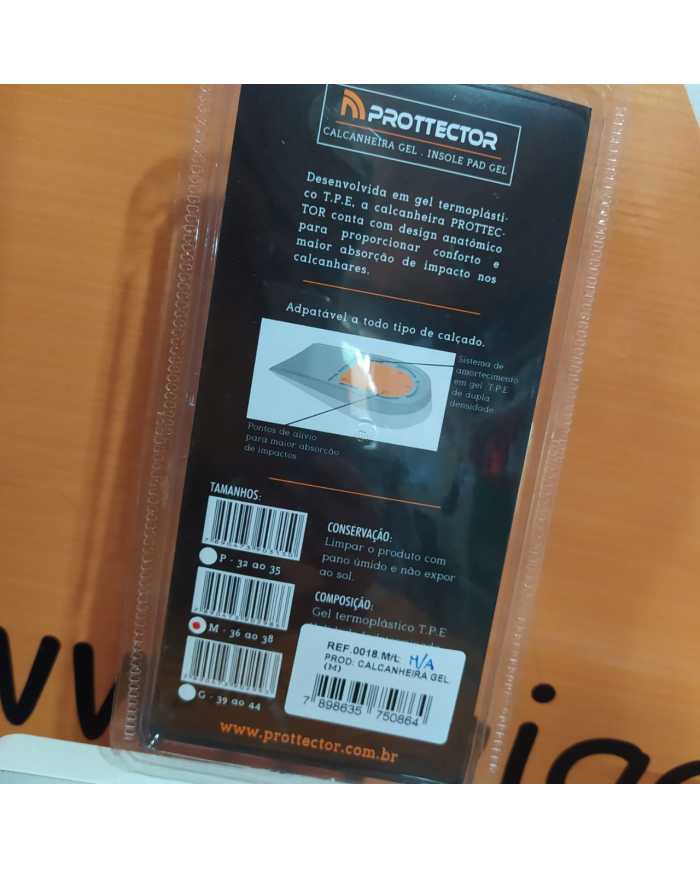 PROTTECTOR
CALCANHEIRA GEL . INSOLE PAD GEL
Desenvolvida em gel termoplásti-
co T.P.E, a calcanheira PROTTEC-
TOR conta com design anatômico
para proporcionar conforto e
maior absorção de impacto nos
calcanhares.
Adpatável a todo tipo de calçado.
Sistema de
amortecimento
em gel T.P.E
de dupla
densidade
Pontos de alívio
para maior absorção
de impactos
TAMANHOS:
P - 32 ao 35
M - 36 ao 38
G - 39 ao 44
CONSERVAÇÃO:
Limpar o produto com
pano úmido e não expor
ao sol.
COMPOSIÇÃO:
Gel termoplástico T.P.E
REF.0018.M/L:
PROD: CALCANHEIRA GEL.
(M)
7 898635 750864
www.prottector.com.br